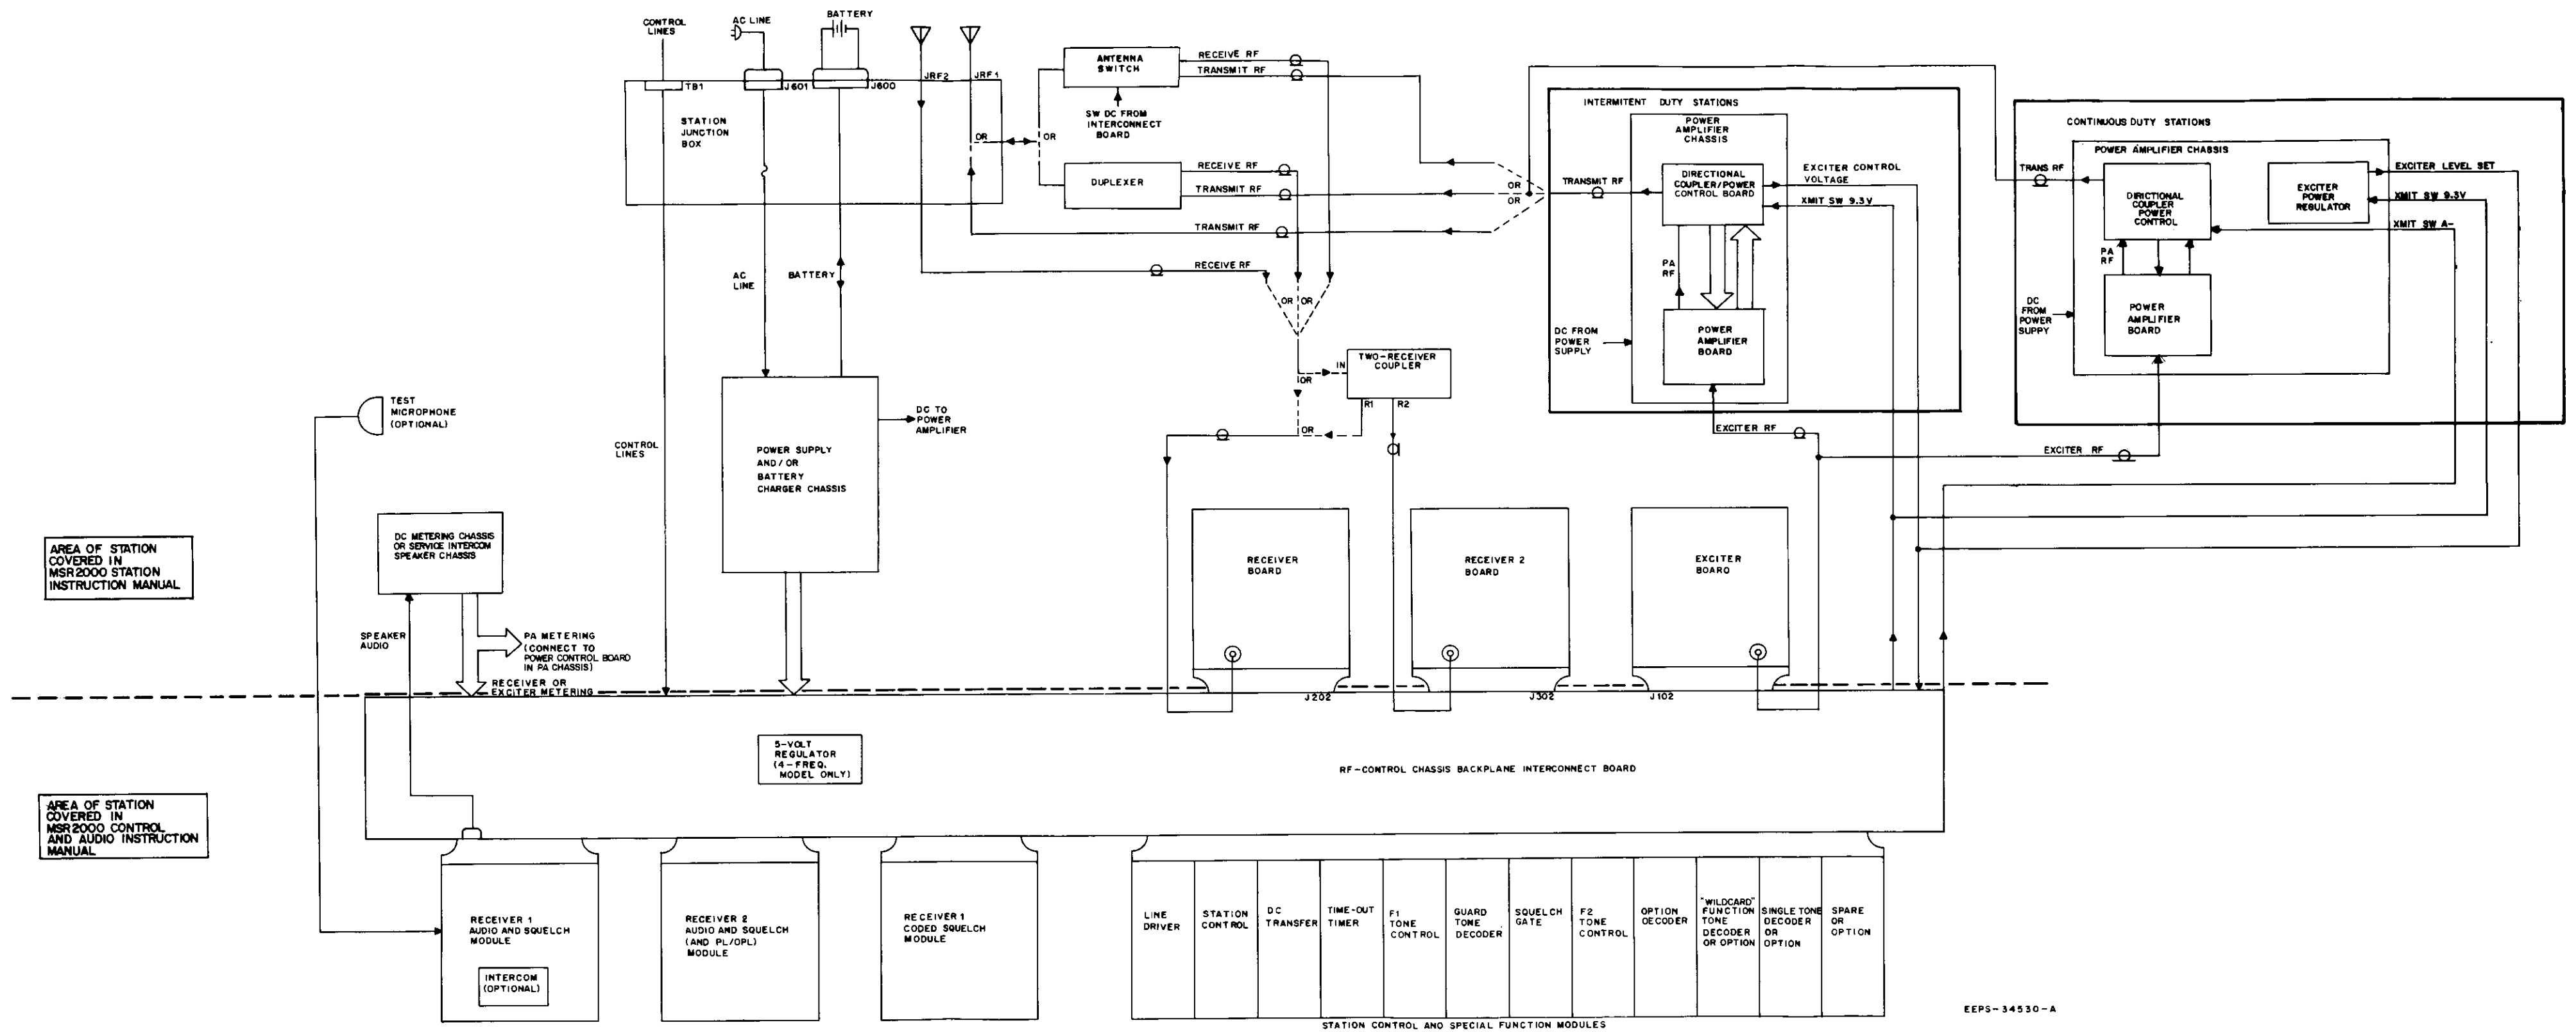 CONTROL
LINES
AC LINE
BATTERY
TB1
J601
J600
JRF2
JRF1
STATION
JUNCTION
BOX
OR
OR
ANTENNA
SWITCH
RECEIVE RF
TRANSMIT RF
SW DC FROM
INTERCONNECT
BOARD
DUPLEXER
RECEIVE RF
TRANSMIT RF
TRANSMIT RF
RECEIVE RF
OR
OR
OR
OR
TRANSMIT RF
INTERMITENT DUTY STATIONS
POWER
AMPLIFIER
CHASSIS
DIRECTIONAL
COUPLER/POWER
CONTROL BOARD
EXCITER CONTROL
VOLTAGE
XMIT SW 9.3V
PA
RF
DC FROM
POWER
SUPPLY
POWER
AMPLIFIER
BOARD
EXCITER RF
CONTINUOUS DUTY STATIONS
POWER AMPLIFIER CHASSIS
TRANS RF
DIRICTIONAL
COUPLER
POWER
CONTROL
EXCITER
POWER
REGULATOR
EXCITER LEVEL SET
XMIT SW 9.3V
XMIT SW A-
PA
RF
DC
FROM
POWER
SUPPY
POWER
AMPLIFIER
BOARD
EXCITER RF
AC
LINE
BATTERY
IN
TWO-RECEIVER
COUPLER
OR
R1
R2
OR
TEST
MICROPHONE
(OPTIONAL)
CONTROL
LINES
POWER SUPPLY
AND/OR
BATTERY
CHARGER CHASSIS
DC TO
POWER
AMPLIFIER
AREA OF STATION
COVERED IN
MSR2000 STATION
INSTRUCTION MANUAL
DC METERING CHASSIS
OR SERVICE INTERCOM
SPEAKER CHASSIS
SPEAKER
AUDIO
PA METERING
(CONNECT TO
POWER CONTROL BOARD
IN PA CHASSIS)
RECEIVER OR
EXCITER METERING
RECEIVER
BOARD
RECEIVER 2
BOARD
EXCITER
BOARD
J202
J302
J102
5-VOLT
REGULATOR
(4-FREQ.
MODEL ONLY)
RF-CONTROL CHASSIS BACKPLANE INTERCONNECT BOARD
AREA OF STATION
COVERED IN
MSR2000 CONTROL
AND AUDIO INSTRUCTION
MANUAL
RECEIVER 1
AUDIO AND SQUELCH
MODULE
INTERCOM
(OPTIONAL)
RECEIVER 2
AUDIO AND SQUELCH
(AND PL/OPL)
MODULE
RECEIVER 1
CODED SQUELCH
MODULE
LINE
DRIVER
STATION
CONTROL
DC
TRANSFER
TIME-OUT
TIMER
F1
TONE
CONTROL
GUARD
TONE
DECODER
SQUELCH
GATE
F2
TONE
CONTROL
OPTION
DECODER
"WILDCARD"
FUNCTION
TONE
DECODER
OR OPTION
SINGLE TONE
DECODER
OR
OPTION
SPARE
OR
OPTION
STATION CONTROL AND SPECIAL FUNCTION MODULES
EEPS-34530-A